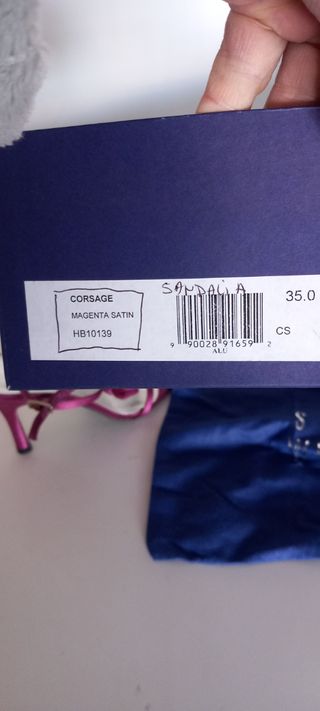 SANDALIA
CORSAGE
MAGENTA SATIN
HB10139
35.0
CS
9 90028 91659 2
ALU
S